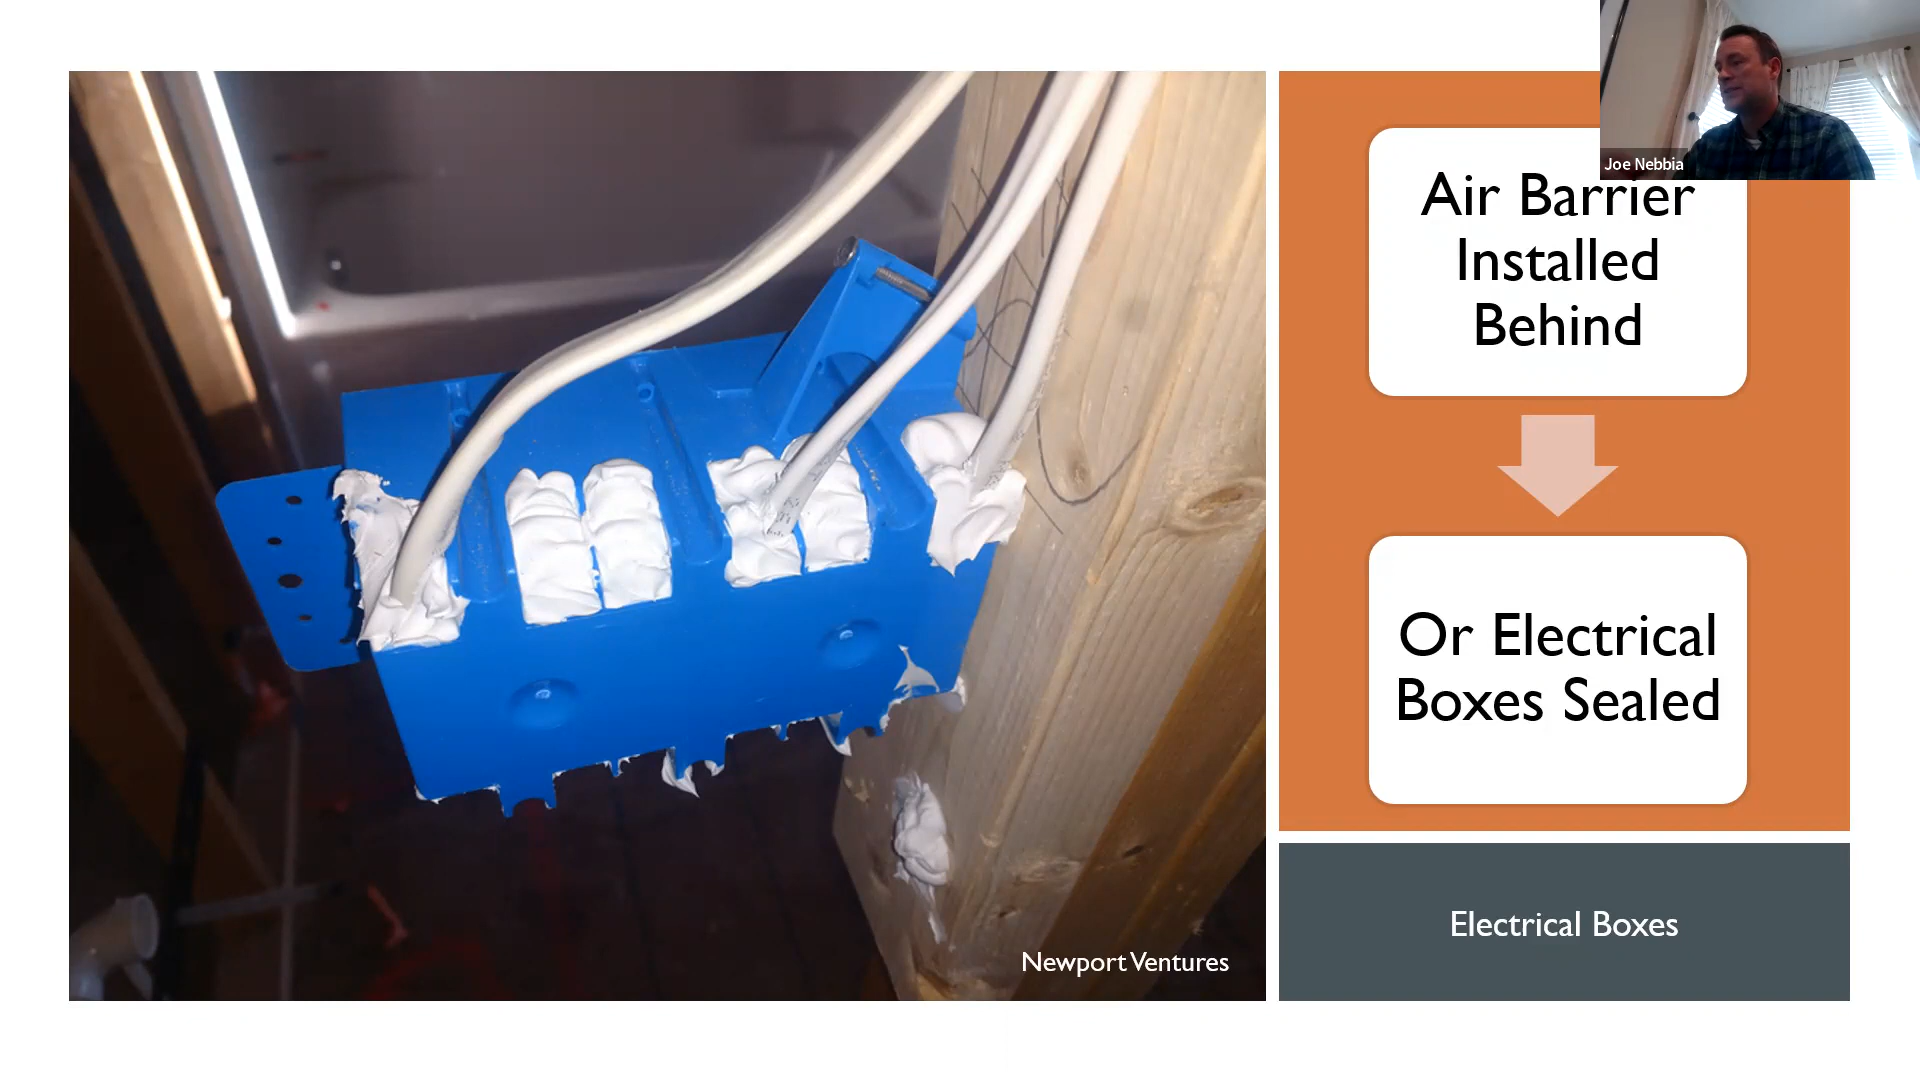 Joe Nebbia
Air Barrier
Installed
Behind
Or Electrical
Boxes Sealed
Electrical Boxes
Newport Ventures